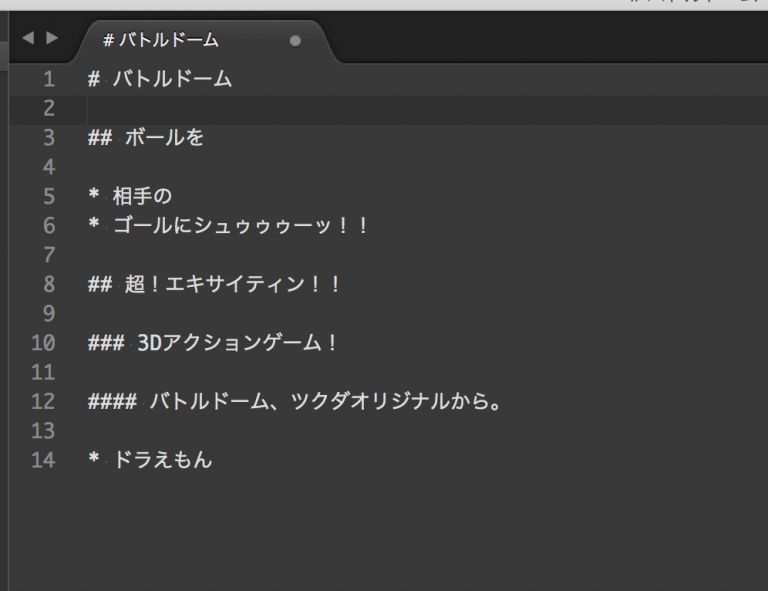 # バトルドーム
1 # バトルドーム
2
3 ## ボールを
4
5 * 相手の
6 * ゴールにシュゥゥゥーッ！！
7
8 ## 超！エキサイティン！！
9
10 ### 3Dアクションゲーム！
11
12 #### バトルドーム、ツクダオリジナルから。
13
14 * ドラえもん